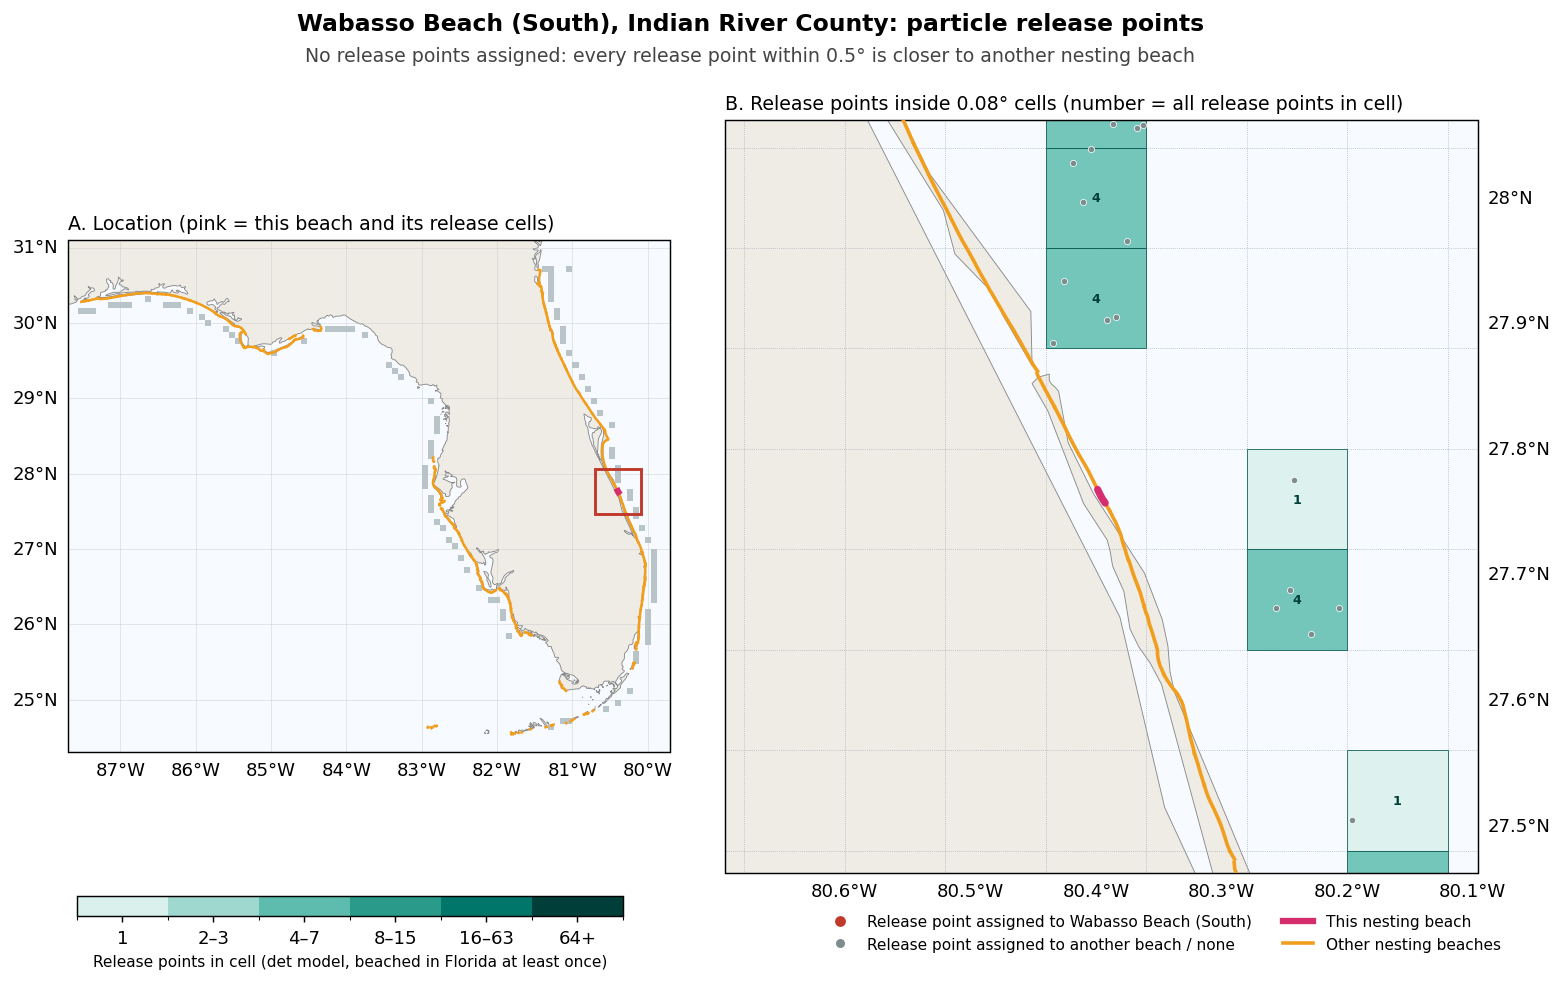 Wabasso Beach (South), Indian River County: particle release points
No release points assigned: every release point within 0.5° is closer to another nesting beach
A. Location (pink = this beach and its release cells)
31°N
30°N
29°N
28°N
27°N
26°N
25°N
87°W 86°W 85°W 84°W 83°W 82°W 81°W 80°W
B. Release points inside 0.08° cells (number = all release points in cell)
4
4
1
4
1
28°N
27.9°N
27.8°N
27.7°N
27.6°N
27.5°N
80.6°W 80.5°W 80.4°W 80.3°W 80.2°W 80.1°W
1 2–3 4–7 8–15 16–63 64+
Release points in cell (det model, beached in Florida at least once)
Release point assigned to Wabasso Beach (South)
Release point assigned to another beach / none
This nesting beach
Other nesting beaches